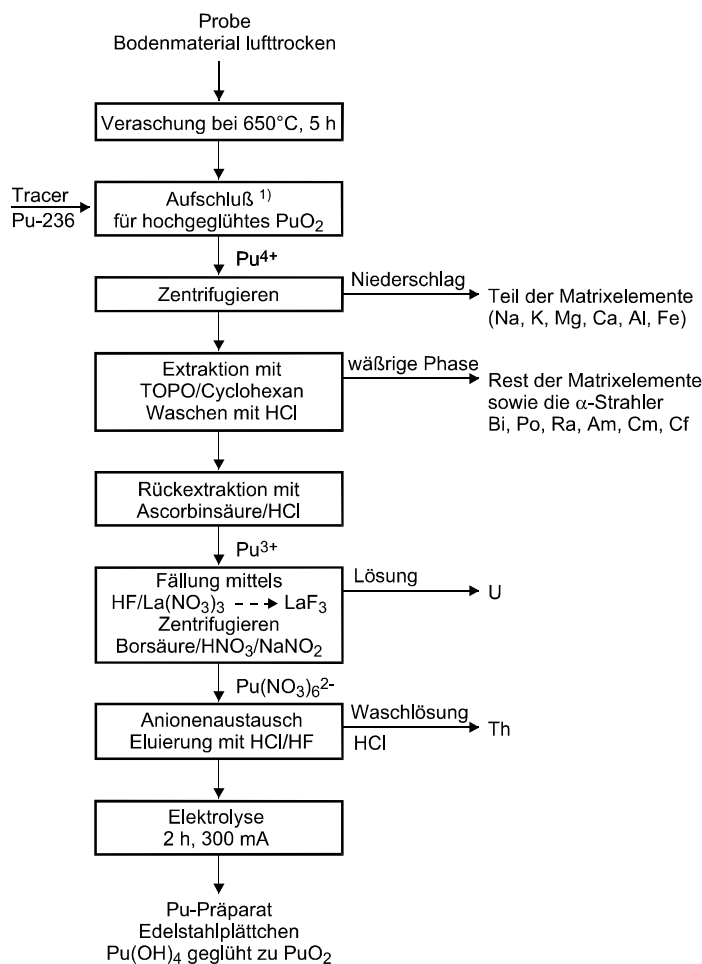 Probe
Bodenmaterial lufttrocken
Veraschung bei 650°C, 5 h
Tracer
Pu-236
Aufschluß 1)
für hochgeglühtes PuO2
Pu4+
Zentrifugieren
Niederschlag
Teil der Matrixelemente
(Na, K, Mg, Ca, Al, Fe)
Extraktion mit
TOPO/Cyclohexan
Waschen mit HCl
wäßrige Phase
Rest der Matrixelemente
sowie die α-Strahler
Bi, Po, Ra, Am, Cm, Cf
Rückextraktion mit
Ascorbinsäure/HCl
Pu3+
Fällung mittels
HF/La(NO3)3 --→ LaF3
Zentrifugieren
Borsäure/HNO3/NaNO2
Lösung
U
Pu(NO3)6 2-
Anionenaustausch
Eluierung mit HCl/HF
Waschlösung
HCl
Th
Elektrolyse
2 h, 300 mA
Pu-Präparat
Edelstahlplättchen
Pu(OH)4 geglüht zu PuO2